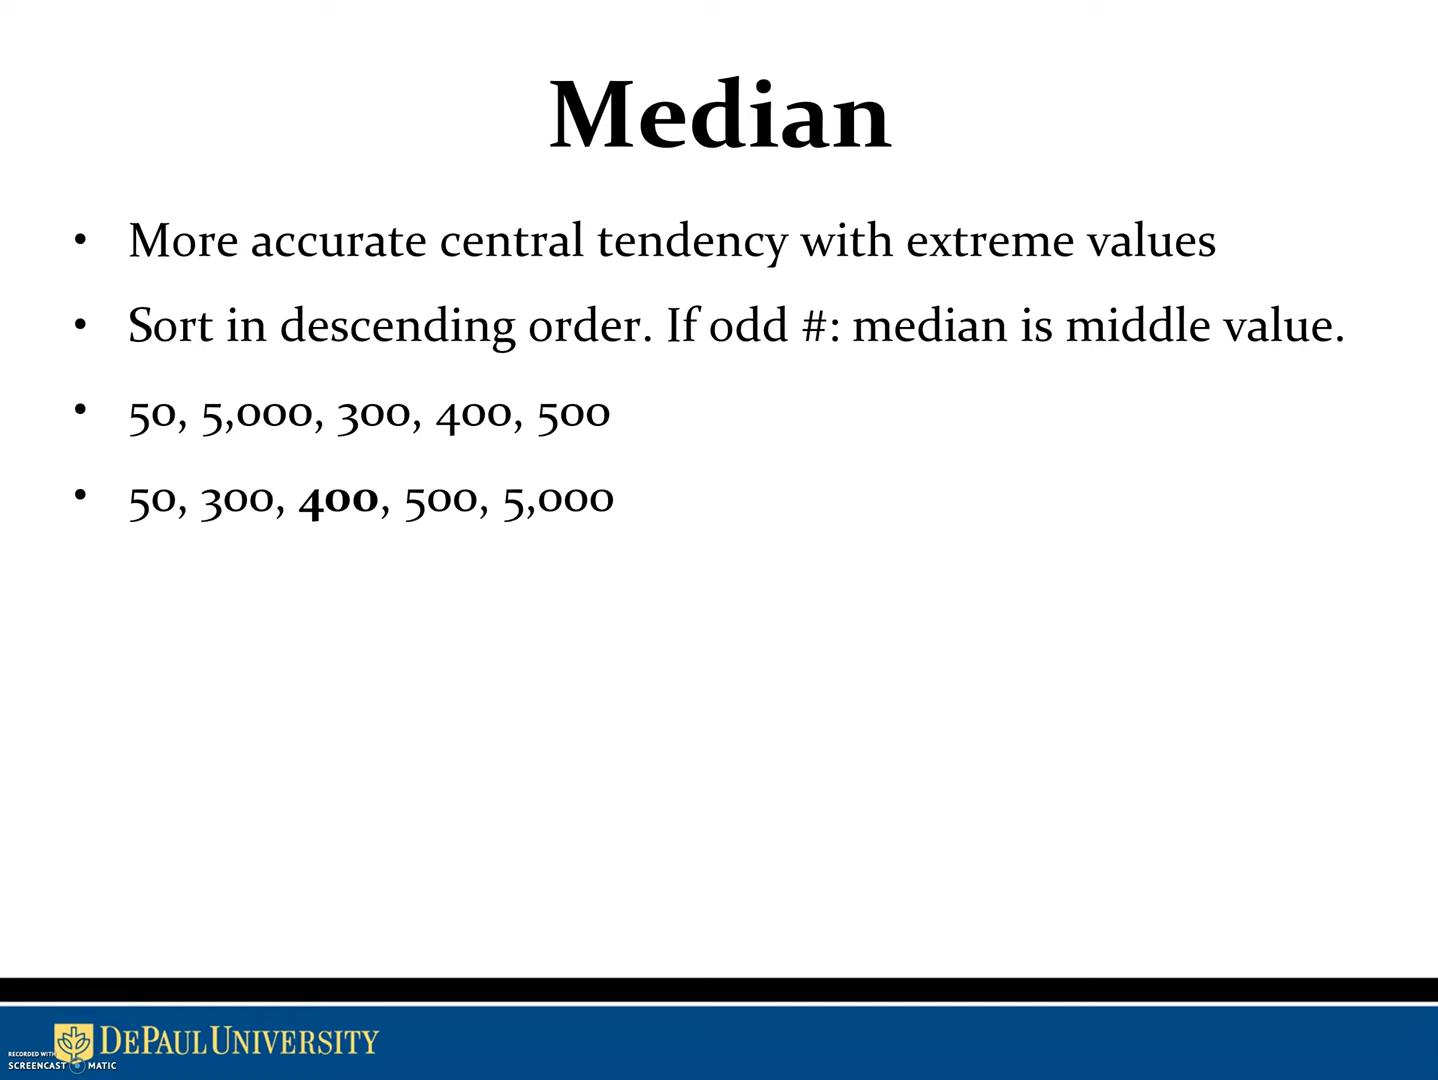 Median
• More accurate central tendency with extreme values
• Sort in descending order. If odd #: median is middle value.
• 50, 5,000, 300, 400, 500
• 50, 300, 400, 500, 5,000
DEPAUL UNIVERSITY
RECORDED WITH
SCREENCAST MATIC